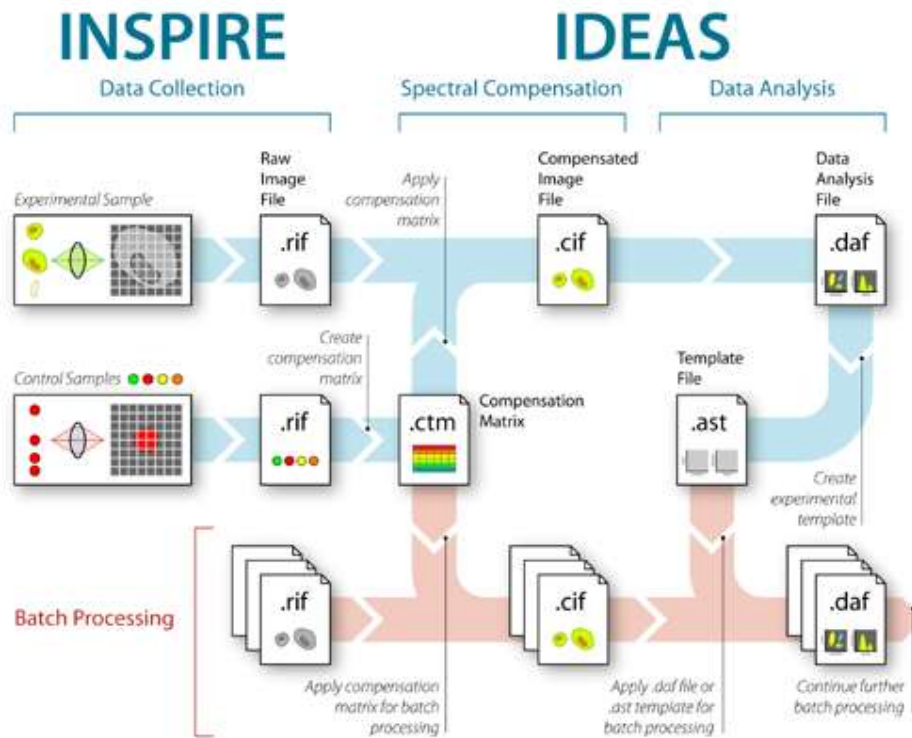 INSPIRE
IDEAS
Data Collection
Spectral Compensation
Data Analysis
Experimental Sample
Raw
Image
File
Apply
compensation
matrix
Compensated
Image
File
Data
Analysis
File
.rif
.cif
.daf
Control Samples
Create
compensation
matrix
.rif
.ctm
Compensation
Matrix
Template
File
.ast
Create
experimental
template
Batch Processing
.rif
.cif
.daf
Apply compensation
matrix for batch
processing
Apply .daf file or
.ast template for
batch processing
Continue further
batch processing